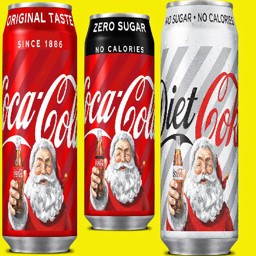 ORIGINAL TASTE
SINCE 1886
Coca-Cola
ZERO SUGAR
NO CALORIES
Coca-Cola
NO SUGAR • NO CALORIES
Diet Coke